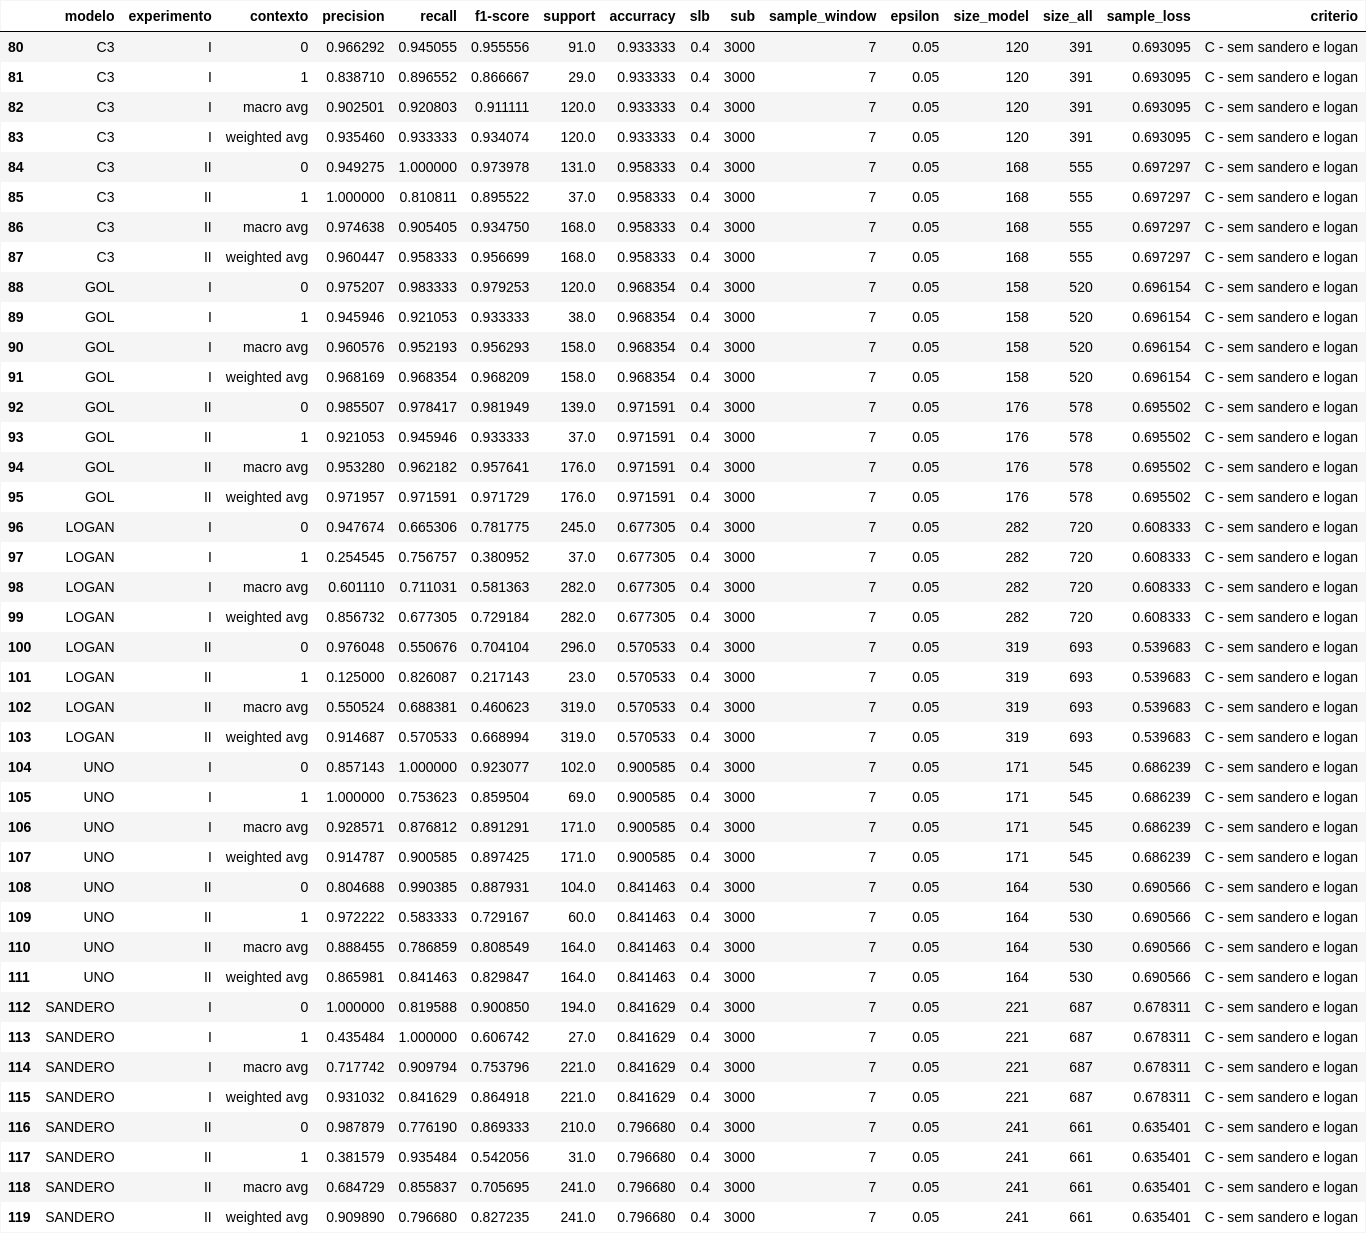 modelo experimento contexto precision recall f1-score support accurracy slb sub sample_window epsilon size_model size_all sample_loss criterio
80 C3 I 0 0.966292 0.945055 0.955556 91.0 0.933333 0.4 3000 7 0.05 120 391 0.693095 C - sem sandero e logan
81 C3 I 1 0.838710 0.896552 0.866667 29.0 0.933333 0.4 3000 7 0.05 120 391 0.693095 C - sem sandero e logan
82 C3 I macro avg 0.902501 0.920803 0.911111 120.0 0.933333 0.4 3000 7 0.05 120 391 0.693095 C - sem sandero e logan
83 C3 I weighted avg 0.935460 0.933333 0.934074 120.0 0.933333 0.4 3000 7 0.05 120 391 0.693095 C - sem sandero e logan
84 C3 II 0 0.949275 1.000000 0.973978 131.0 0.958333 0.4 3000 7 0.05 168 555 0.697297 C - sem sandero e logan
85 C3 II 1 1.000000 0.810811 0.895522 37.0 0.958333 0.4 3000 7 0.05 168 555 0.697297 C - sem sandero e logan
86 C3 II macro avg 0.974638 0.905405 0.934750 168.0 0.958333 0.4 3000 7 0.05 168 555 0.697297 C - sem sandero e logan
87 C3 II weighted avg 0.960447 0.958333 0.956699 168.0 0.958333 0.4 3000 7 0.05 168 555 0.697297 C - sem sandero e logan
88 GOL I 0 0.975207 0.983333 0.979253 120.0 0.968354 0.4 3000 7 0.05 158 520 0.696154 C - sem sandero e logan
89 GOL I 1 0.945946 0.921053 0.933333 38.0 0.968354 0.4 3000 7 0.05 158 520 0.696154 C - sem sandero e logan
90 GOL I macro avg 0.960576 0.952193 0.956293 158.0 0.968354 0.4 3000 7 0.05 158 520 0.696154 C - sem sandero e logan
91 GOL I weighted avg 0.968169 0.968354 0.968209 158.0 0.968354 0.4 3000 7 0.05 158 520 0.696154 C - sem sandero e logan
92 GOL II 0 0.985507 0.978417 0.981949 139.0 0.971591 0.4 3000 7 0.05 176 578 0.695502 C - sem sandero e logan
93 GOL II 1 0.921053 0.945946 0.933333 37.0 0.971591 0.4 3000 7 0.05 176 578 0.695502 C - sem sandero e logan
94 GOL II macro avg 0.953280 0.962182 0.957641 176.0 0.971591 0.4 3000 7 0.05 176 578 0.695502 C - sem sandero e logan
95 GOL II weighted avg 0.971957 0.971591 0.971729 176.0 0.971591 0.4 3000 7 0.05 176 578 0.695502 C - sem sandero e logan
96 LOGAN I 0 0.947674 0.665306 0.781775 245.0 0.677305 0.4 3000 7 0.05 282 720 0.608333 C - sem sandero e logan
97 LOGAN I 1 0.254545 0.756757 0.380952 37.0 0.677305 0.4 3000 7 0.05 282 720 0.608333 C - sem sandero e logan
98 LOGAN I macro avg 0.601110 0.711031 0.581363 282.0 0.677305 0.4 3000 7 0.05 282 720 0.608333 C - sem sandero e logan
99 LOGAN I weighted avg 0.856732 0.677305 0.729184 282.0 0.677305 0.4 3000 7 0.05 282 720 0.608333 C - sem sandero e logan
100 LOGAN II 0 0.976048 0.550676 0.704104 296.0 0.570533 0.4 3000 7 0.05 319 693 0.539683 C - sem sandero e logan
101 LOGAN II 1 0.125000 0.826087 0.217143 23.0 0.570533 0.4 3000 7 0.05 319 693 0.539683 C - sem sandero e logan
102 LOGAN II macro avg 0.550524 0.688381 0.460623 319.0 0.570533 0.4 3000 7 0.05 319 693 0.539683 C - sem sandero e logan
103 LOGAN II weighted avg 0.914687 0.570533 0.668994 319.0 0.570533 0.4 3000 7 0.05 319 693 0.539683 C - sem sandero e logan
104 UNO I 0 0.857143 1.000000 0.923077 102.0 0.900585 0.4 3000 7 0.05 171 545 0.686239 C - sem sandero e logan
105 UNO I 1 1.000000 0.753623 0.859504 69.0 0.900585 0.4 3000 7 0.05 171 545 0.686239 C - sem sandero e logan
106 UNO I macro avg 0.928571 0.876812 0.891291 171.0 0.900585 0.4 3000 7 0.05 171 545 0.686239 C - sem sandero e logan
107 UNO I weighted avg 0.914787 0.900585 0.897425 171.0 0.900585 0.4 3000 7 0.05 171 545 0.686239 C - sem sandero e logan
108 UNO II 0 0.804688 0.990385 0.887931 104.0 0.841463 0.4 3000 7 0.05 164 530 0.690566 C - sem sandero e logan
109 UNO II 1 0.972222 0.583333 0.729167 60.0 0.841463 0.4 3000 7 0.05 164 530 0.690566 C - sem sandero e logan
110 UNO II macro avg 0.888455 0.786859 0.808549 164.0 0.841463 0.4 3000 7 0.05 164 530 0.690566 C - sem sandero e logan
111 UNO II weighted avg 0.865981 0.841463 0.829847 164.0 0.841463 0.4 3000 7 0.05 164 530 0.690566 C - sem sandero e logan
112 SANDERO I 0 1.000000 0.819588 0.900850 194.0 0.841629 0.4 3000 7 0.05 221 687 0.678311 C - sem sandero e logan
113 SANDERO I 1 0.435484 1.000000 0.606742 27.0 0.841629 0.4 3000 7 0.05 221 687 0.678311 C - sem sandero e logan
114 SANDERO I macro avg 0.717742 0.909794 0.753796 221.0 0.841629 0.4 3000 7 0.05 221 687 0.678311 C - sem sandero e logan
115 SANDERO I weighted avg 0.931032 0.841629 0.864918 221.0 0.841629 0.4 3000 7 0.05 221 687 0.678311 C - sem sandero e logan
116 SANDERO II 0 0.987879 0.776190 0.869333 210.0 0.796680 0.4 3000 7 0.05 241 661 0.635401 C - sem sandero e logan
117 SANDERO II 1 0.381579 0.935484 0.542056 31.0 0.796680 0.4 3000 7 0.05 241 661 0.635401 C - sem sandero e logan
118 SANDERO II macro avg 0.684729 0.855837 0.705695 241.0 0.796680 0.4 3000 7 0.05 241 661 0.635401 C - sem sandero e logan
119 SANDERO II weighted avg 0.909890 0.796680 0.827235 241.0 0.796680 0.4 3000 7 0.05 241 661 0.635401 C - sem sandero e logan